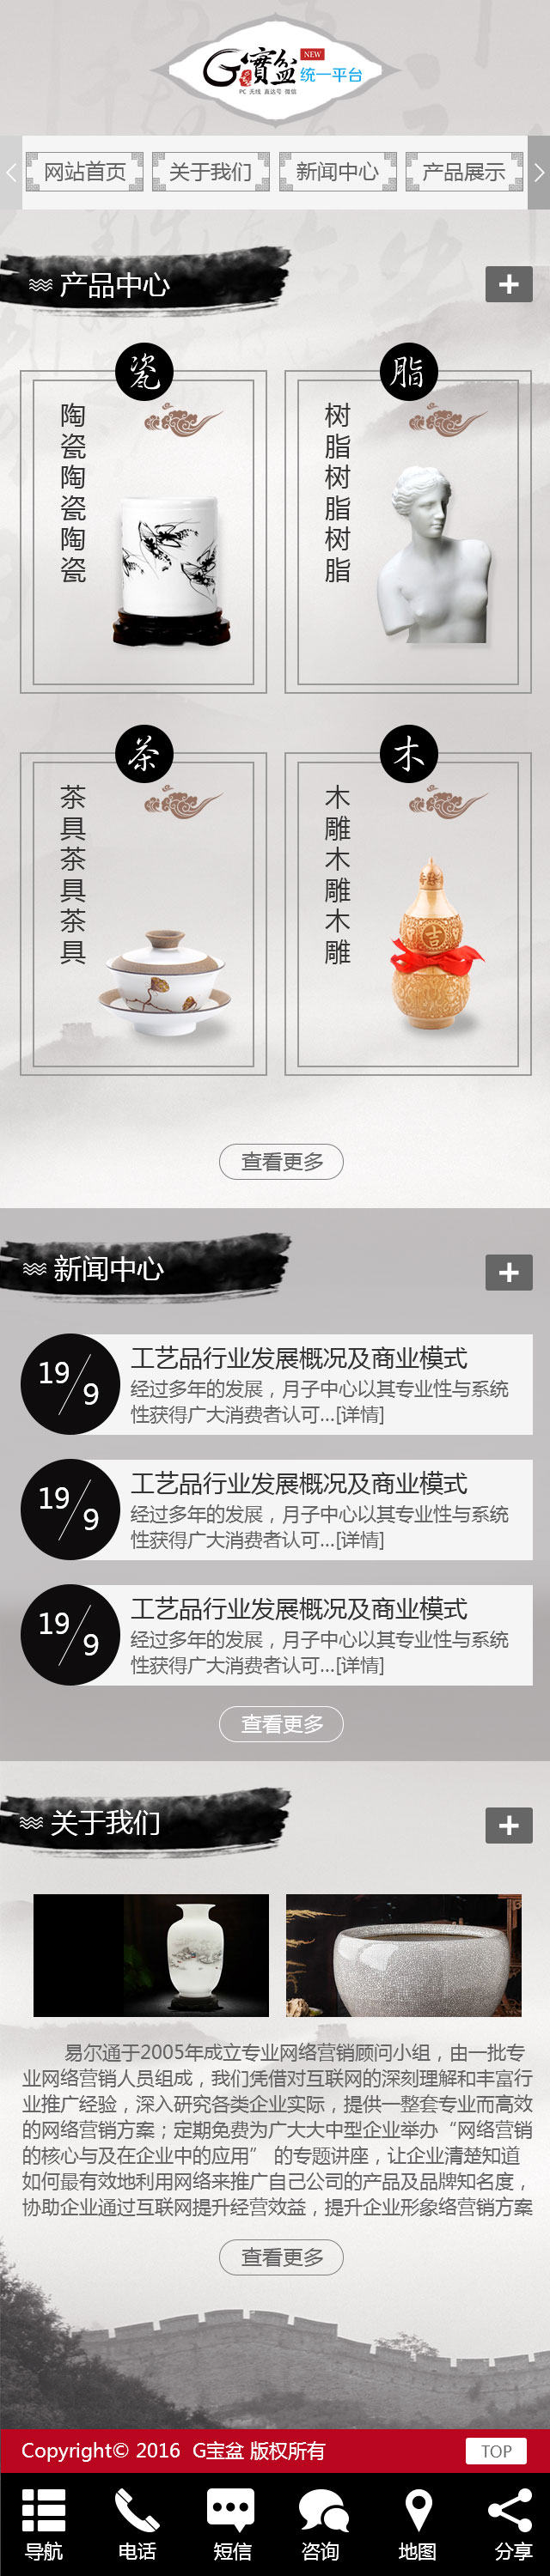 G寶盆
NEW
统一平台
PC 无线 直达号 微信
网站首页 关于我们 新闻中心 产品展示
产品中心
瓷
陶瓷陶瓷陶瓷
脂
树脂树脂树脂
茶
茶具茶具茶具
木
木雕木雕木雕
吉
查看更多
新闻中心
19/9
工艺品行业发展概况及商业模式
经过多年的发展，月子中心以其专业性与系统
性获得广大消费者认可...[详情]
19/9
工艺品行业发展概况及商业模式
经过多年的发展，月子中心以其专业性与系统
性获得广大消费者认可...[详情]
19/9
工艺品行业发展概况及商业模式
经过多年的发展，月子中心以其专业性与系统
性获得广大消费者认可...[详情]
查看更多
关于我们
易尔通于2005年成立专业网络营销顾问小组，由一批专
业网络营销人员组成，我们凭借对互联网的深刻理解和丰富行
业推广经验，深入研究各类企业实际，提供一整套专业而高效
的网络营销方案；定期免费为广大大中型企业举办“网络营销
的核心与及在企业中的应用” 的专题讲座，让企业清楚知道
如何最有效地利用网络来推广自己公司的产品及品牌知名度，
协助企业通过互联网提升经营效益，提升企业形象络营销方案
查看更多
Copyright© 2016 G宝盆 版权所有
TOP
导航 电话 短信 咨询 地图 分享